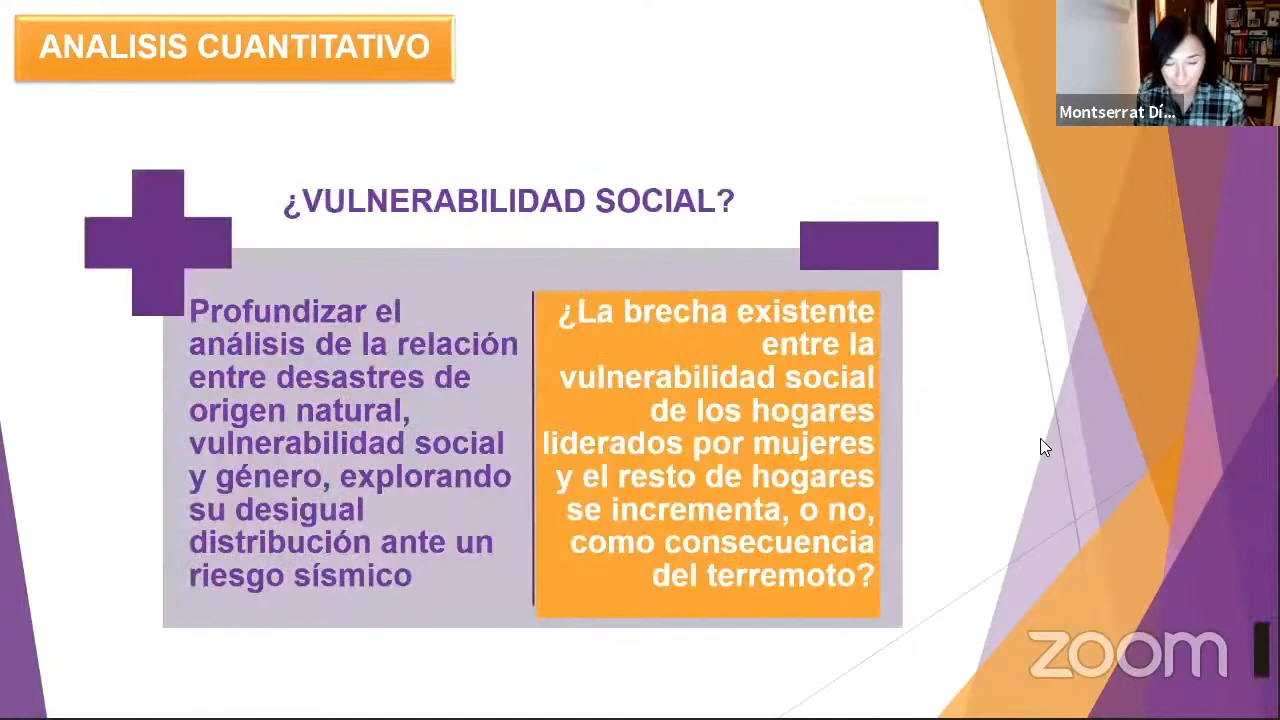 ANALISIS CUANTITATIVO
Montserrat Dí...
¿VULNERABILIDAD SOCIAL?
Profundizar el
análisis de la relación
entre desastres de
origen natural,
vulnerabilidad social
y género, explorando
su desigual
distribución ante un
riesgo sísmico
¿La brecha existente
entre la
vulnerabilidad social
de los hogares
liderados por mujeres
y el resto de hogares
se incrementa, o no,
como consecuencia
del terremoto?
zoom